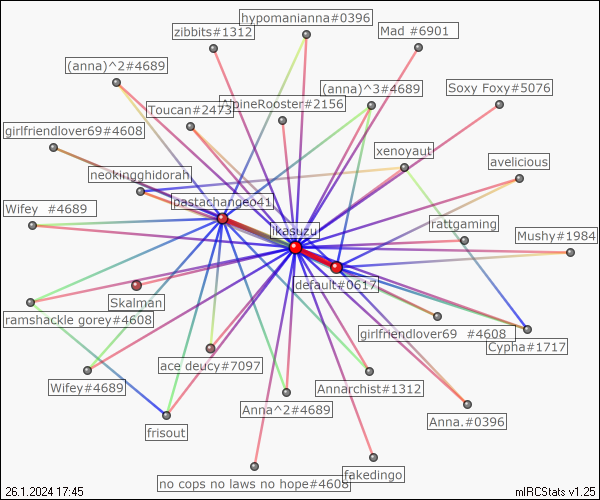 hypomanianna#0396
zibbits#1312
Mad #6901
(anna)^2#4689
(anna)^3#4689
Soxy Foxy#5076
Toucan#2473
AlpineRooster#2156
girlfriendlover69#4608
xenoyaut
avelicious
neokingghidorah
pastachangeo41
Wifey #4689
ikasuzu
rattgaming
Mushy#1984
default#0617
Skalman
ramshackle gorey#4608
girlfriendlover69 #4608
Cypha#1717
ace deucy#7097
Wifey#4689
Annarchist#1312
Anna^2#4689
Anna.#0396
frisout
fakedingo
no cops no laws no hope#4608
26.1.2024 17:45
mIRCStats v1.25